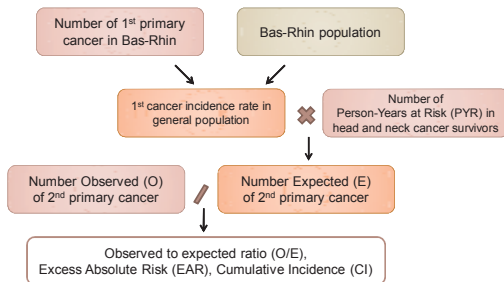 Number of 1st primary
cancer in Bas-Rhin
Bas-Rhin population
1st cancer incidence rate in
general population
Number of
Person-Years at Risk (PYR) in
head and neck cancer survivors
Number Observed (O)
of 2nd primary cancer
Number Expected (E)
of 2nd primary cancer
Observed to expected ratio (O/E),
Excess Absolute Risk (EAR), Cumulative Incidence (CI)